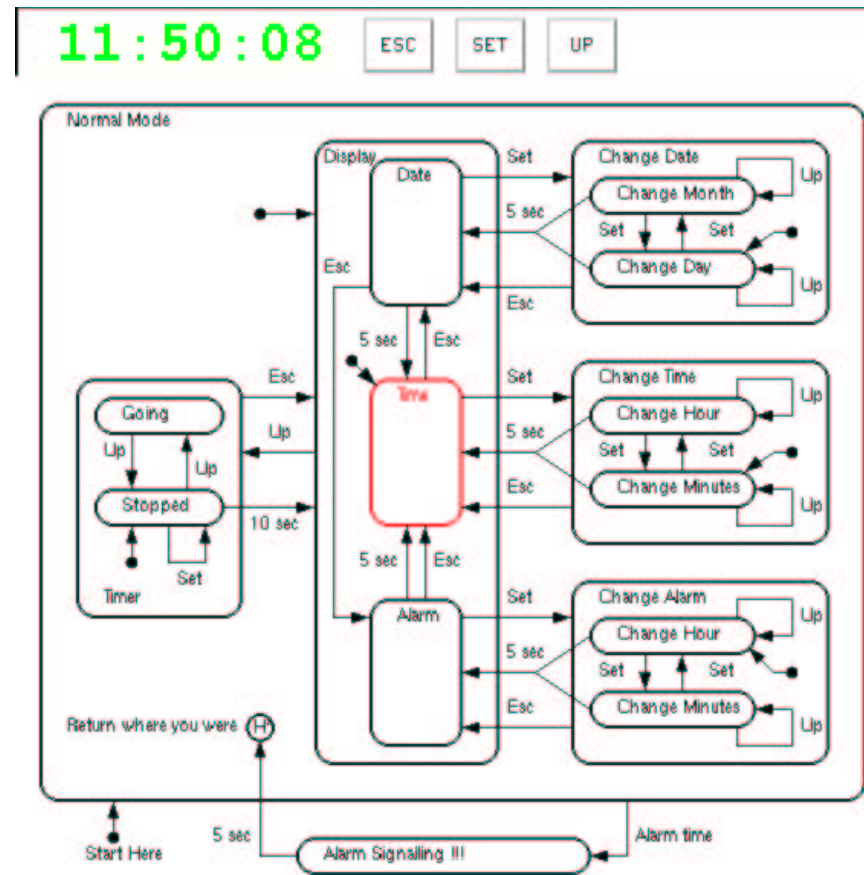 11:50:08 ESC SET UP
Normal Mode
Display
Date
Set
Change Date
Change Month
Up
5 sec
Set
Set
Change Day
Up
Esc
Esc
5 sec
Esc
Time
Set
Change Time
Change Hour
Up
5 sec
Set
Set
Change Minutes
Up
Esc
Esc
Up
10 sec
Going
Up
Up
Stopped
Set
Timer
5 sec
Esc
Alarm
Set
Change Alarm
Change Hour
Up
5 sec
Set
Set
Change Minutes
Up
Esc
Return where you were H
Start Here
5 sec
Alarm Signalling !!!
Alarm time